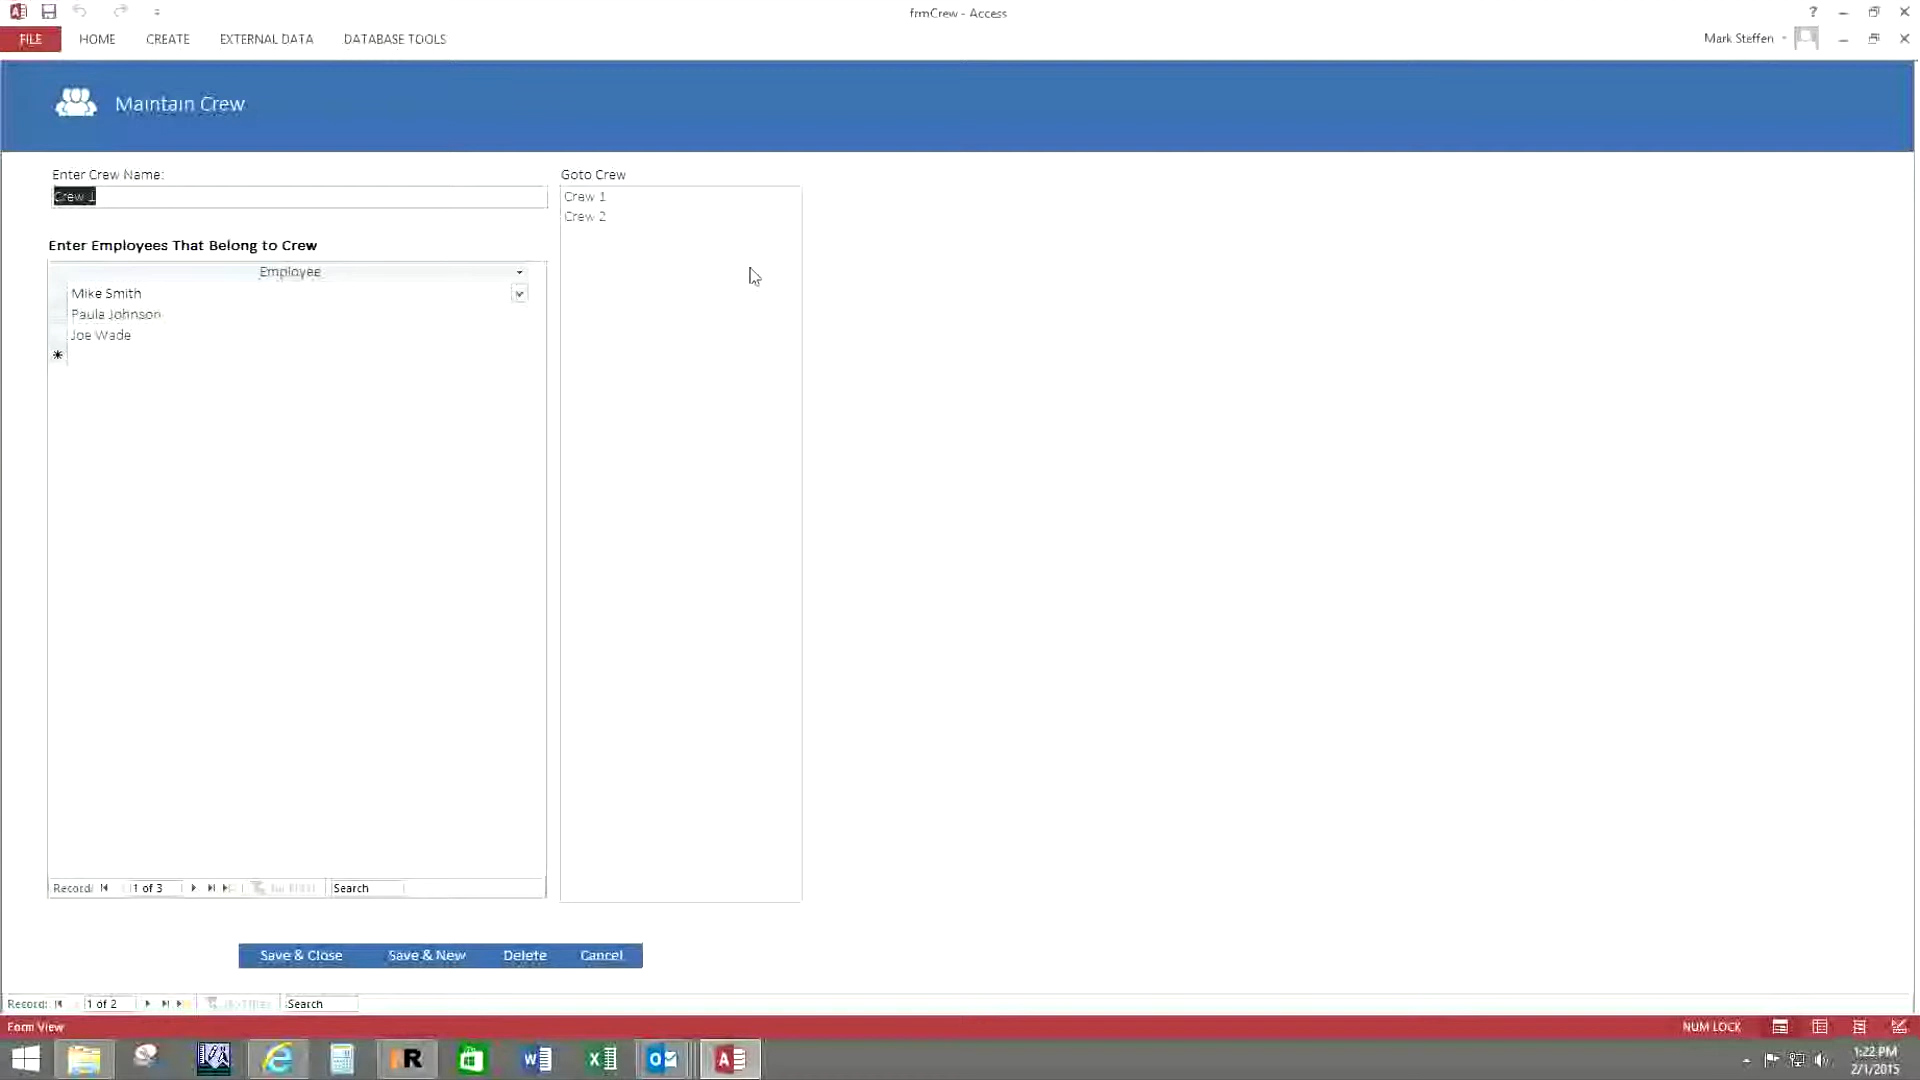 frmCrew - Access
?
FILE HOME CREATE EXTERNAL DATA DATABASE TOOLS
Mark Steffen
Maintain Crew
Enter Crew Name:
Crew 1
Goto Crew
Crew 1
Crew 2
Enter Employees That Belong to Crew
Employee
Mike Smith
Paula Johnson
Joe Wade
Record: 1 of 3 Search
Save & Close Save & New Delete Cancel
Record: 1 of 2 Search
Form View
NUM LOCK
1:22 PM
2/1/2015